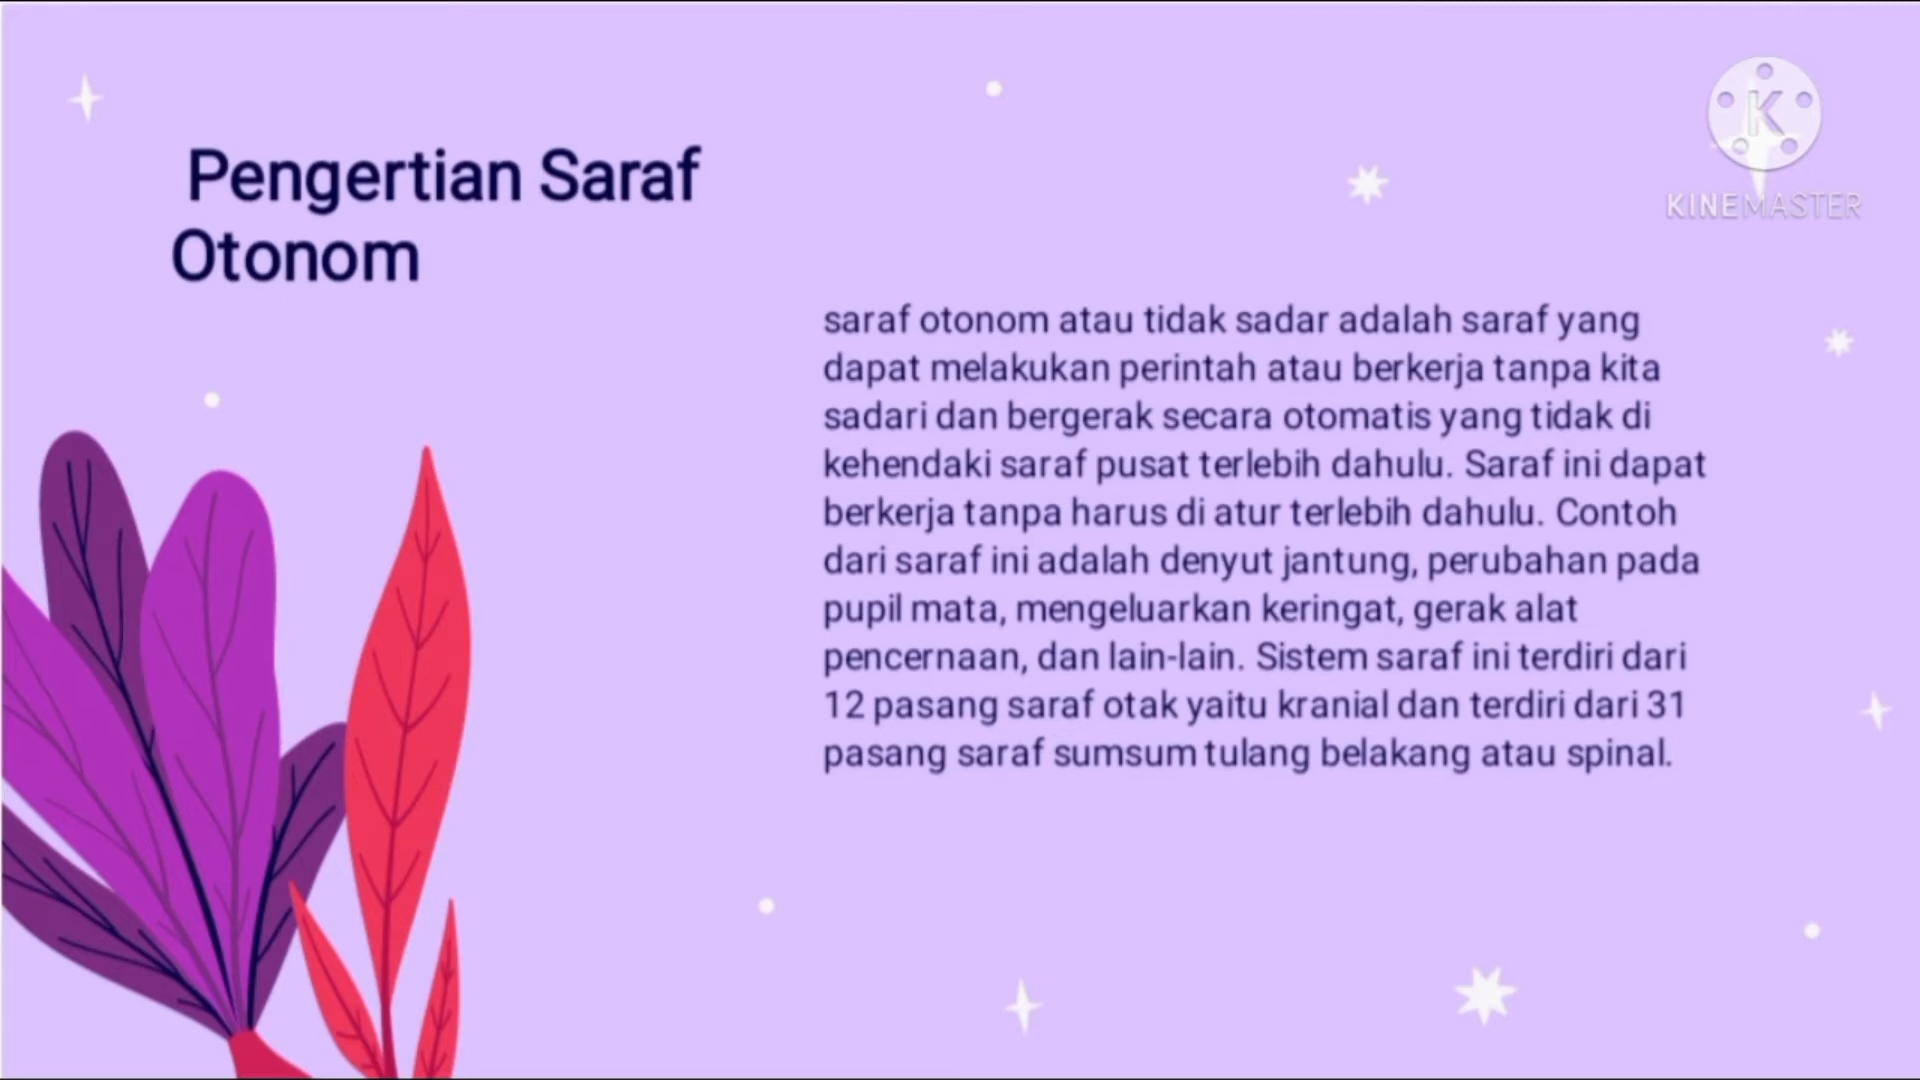 Pengertian Saraf
Otonom
K
KINEMASTER
saraf otonom atau tidak sadar adalah saraf yang
dapat melakukan perintah atau berkerja tanpa kita
sadari dan bergerak secara otomatis yang tidak di
kehendaki saraf pusat terlebih dahulu. Saraf ini dapat
berkerja tanpa harus di atur terlebih dahulu. Contoh
dari saraf ini adalah denyut jantung, perubahan pada
pupil mata, mengeluarkan keringat, gerak alat
pencernaan, dan lain-lain. Sistem saraf ini terdiri dari
12 pasang saraf otak yaitu kranial dan terdiri dari 31
pasang saraf sumsum tulang belakang atau spinal.